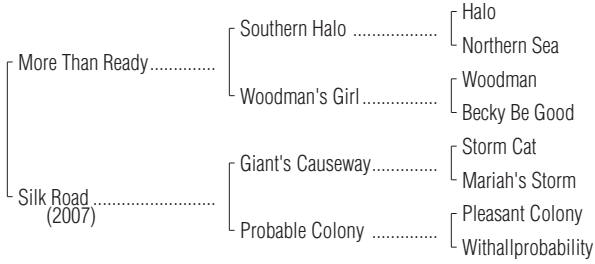 Halo
Southern Halo ..................
Northern Sea
More Than Ready..............
Woodman
Woodman's Girl................
Becky Be Good
Storm Cat
Giant's Causeway..............
Mariah's Storm
Silk Road ..........................
(2007)
Pleasant Colony
Probable Colony ..............
Withallprobability